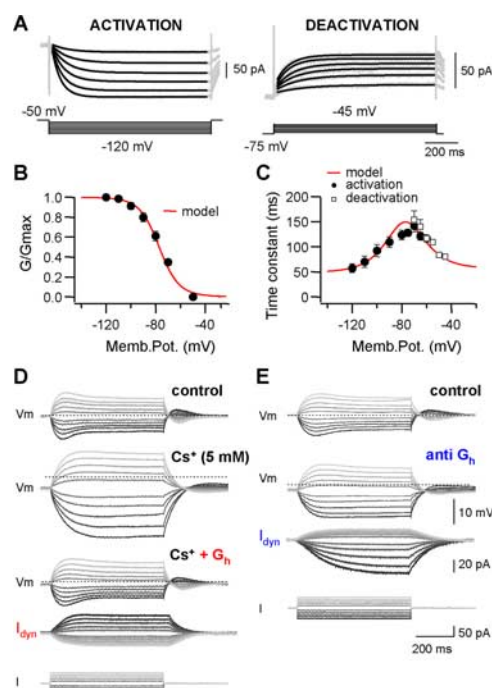 A
ACTIVATION
DEACTIVATION
50 pA
50 pA
-50 mV
-45 mV
-120 mV
-75 mV
200 ms
B
C
G/Gmax
1.0
0.8
0.6
0.4
0.2
0.0
model
-120
-80
-40
Memb.Pot. (mV)
Time constant (ms)
200
150
100
50
0
model
activation
deactivation
-120
-80
-40
Memb.Pot. (mV)
D
E
control
control
Vm
Vm
Cs+ (5 mM)
anti Gh
Vm
Vm
10 mV
Cs+ + Gh
Idyn
Vm
20 pA
Idyn
I
I
50 pA
200 ms